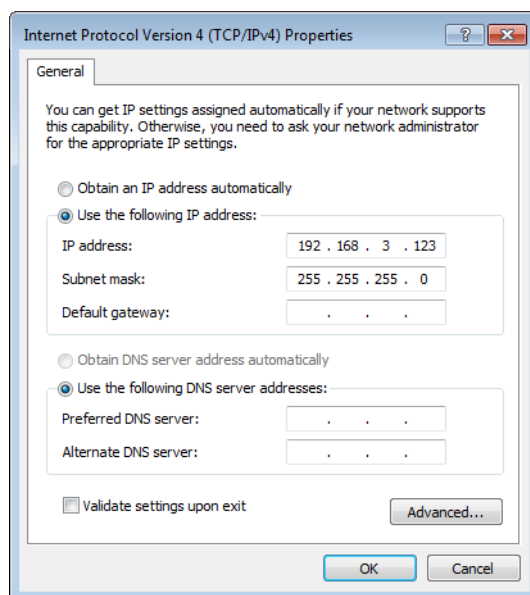 Internet Protocol Version 4 (TCP/IPv4) Properties
General
You can get IP settings assigned automatically if your network supports
this capability. Otherwise, you need to ask your network administrator
for the appropriate IP settings.
Obtain an IP address automatically
Use the following IP address:
IP address: 192 . 168 . 3 . 123
Subnet mask: 255 . 255 . 255 . 0
Default gateway: . . .
Obtain DNS server address automatically
Use the following DNS server addresses:
Preferred DNS server: . . .
Alternate DNS server: . . .
Validate settings upon exit
Advanced...
OK Cancel